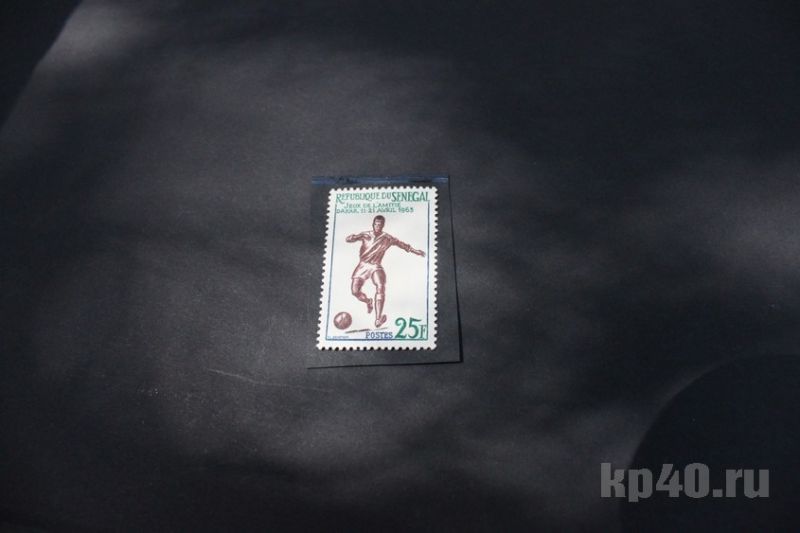 REPUBLIQUE DU SENEGAL
JEUX DE L'AMITIE
DAKAR 11-21 AVRIL 1963
POSTES 25F
kp40.ru